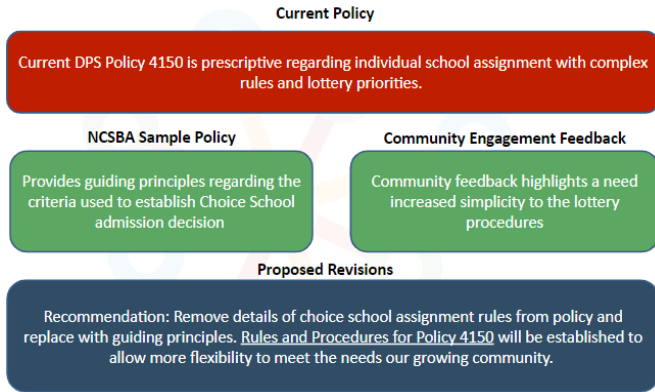 Current Policy
Current DPS Policy 4150 is prescriptive regarding individual school assignment with complex
rules and lottery priorities.
NCSBA Sample Policy
Provides guiding principles regarding the
criteria used to establish Choice School
admission decision
Community Engagement Feedback
Community feedback highlights a need
increased simplicity to the lottery
procedures
Proposed Revisions
Recommendation: Remove details of choice school assignment rules from policy and
replace with guiding principles. Rules and Procedures for Policy 4150 will be established to
allow more flexibility to meet the needs our growing community.